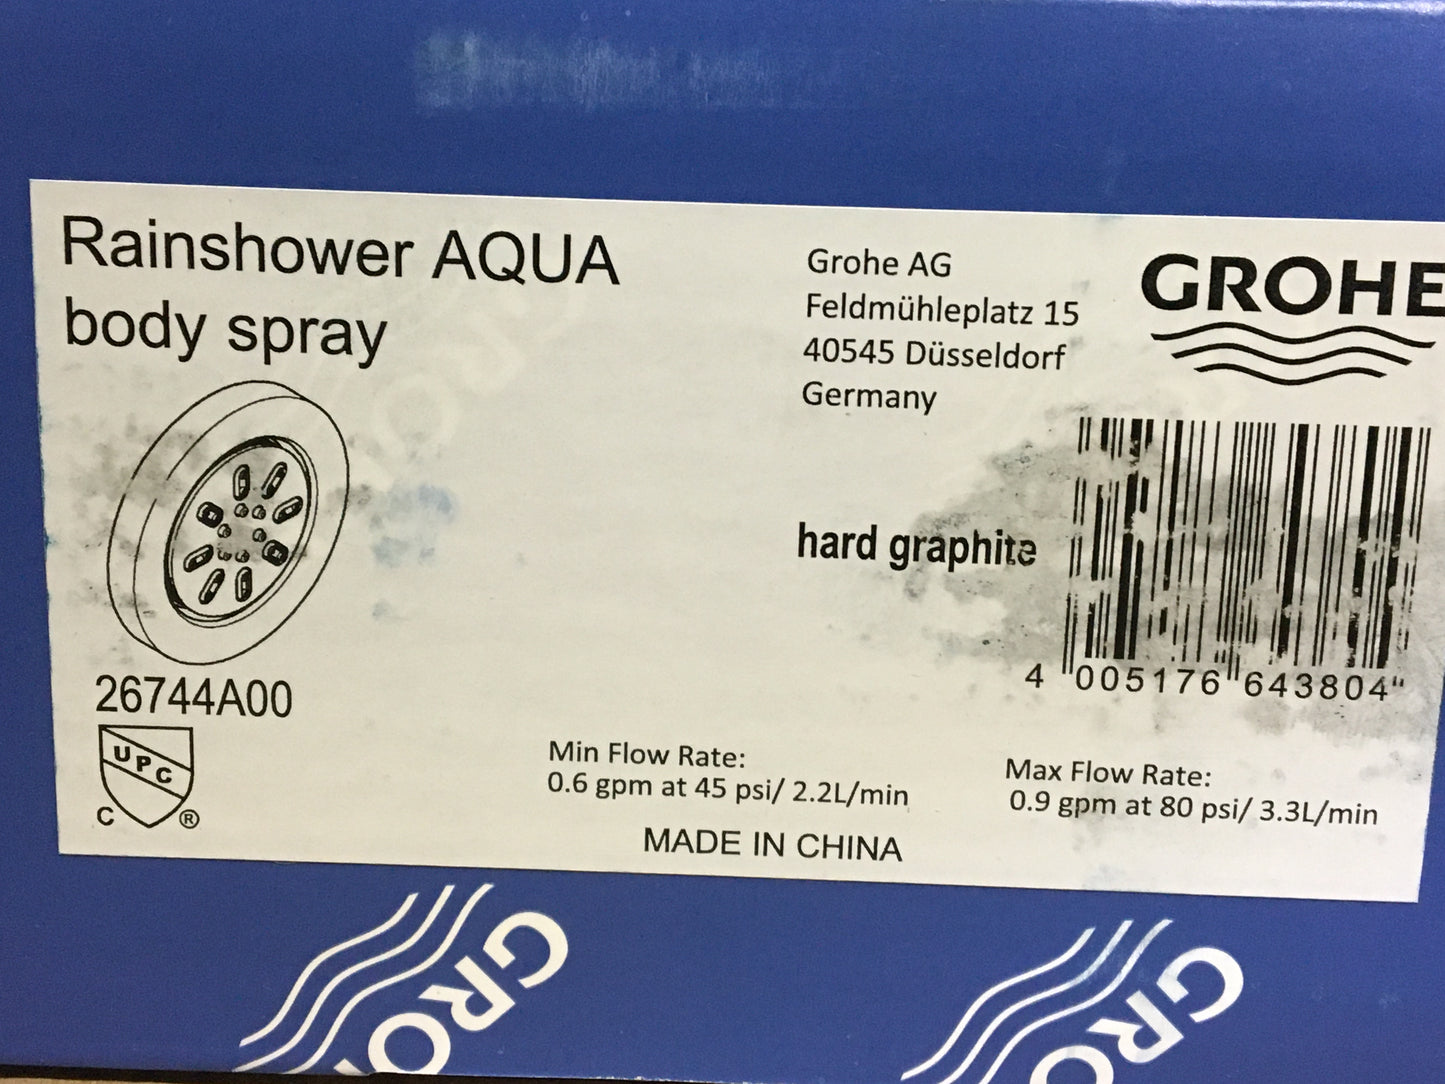 Rainshower AQUA
body spray
Grohe AG
Feldmühleplatz 15
40545 Düsseldorf
Germany
GROHE
hard graphite
4 005176 643804
26744A00
UPC
C ®
Min Flow Rate:
0.6 gpm at 45 psi/ 2.2L/min
Max Flow Rate:
0.9 gpm at 80 psi/ 3.3L/min
MADE IN CHINA
GRO
GRO